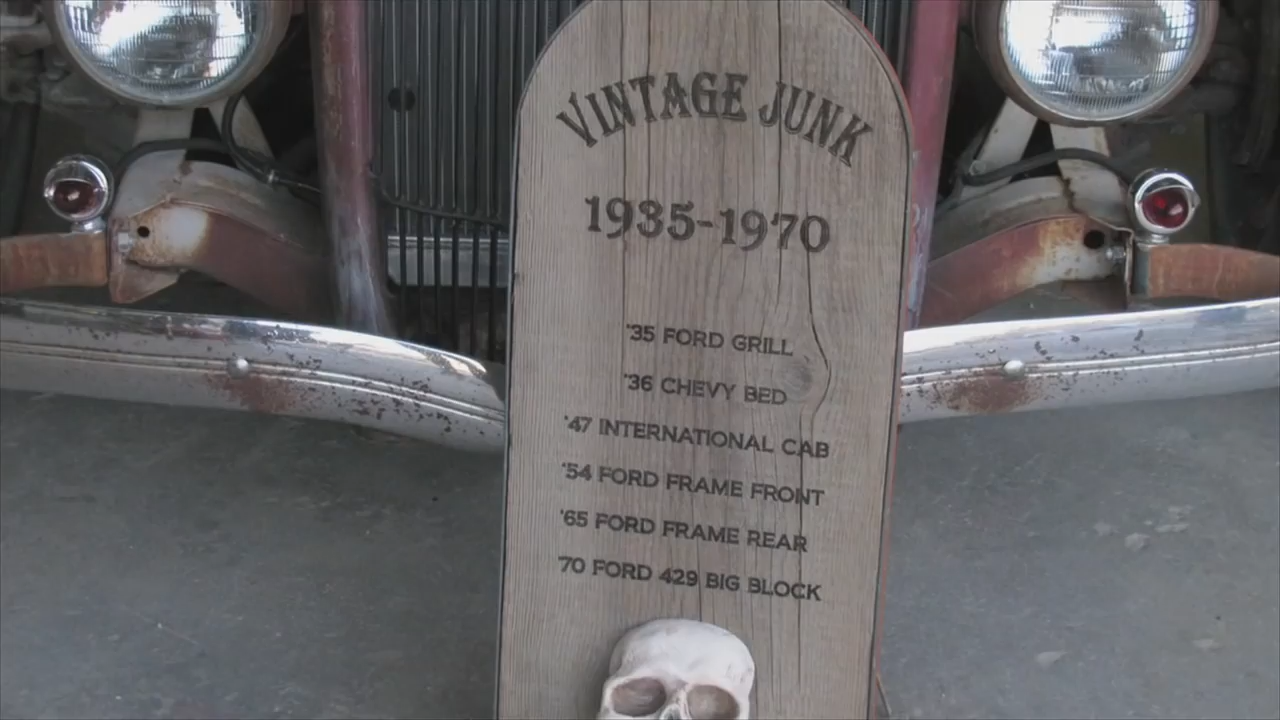 VINTAGE JUNK
1935-1970
'35 FORD GRILL
'36 CHEVY BED
'47 INTERNATIONAL CAB
'54 FORD FRAME FRONT
'65 FORD FRAME REAR
'70 FORD 429 BIG BLOCK